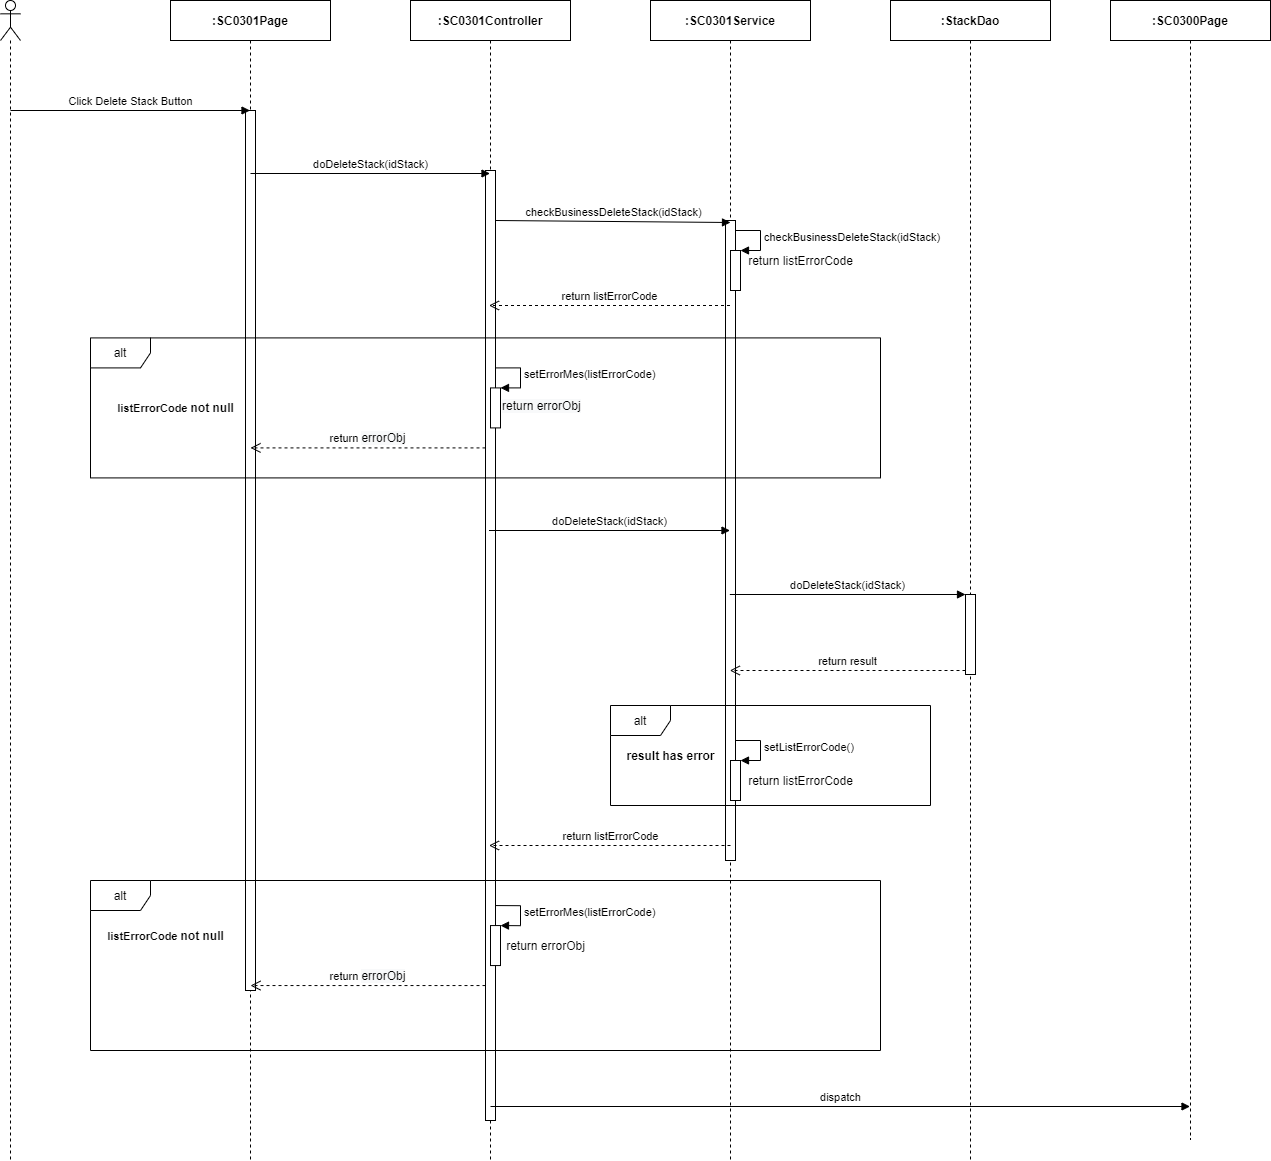 :SC0301Page
:SC0301Controller
:SC0301Service
:StackDao
:SC0300Page
Click Delete Stack Button
doDeleteStack(idStack)
checkBusinessDeleteStack(idStack)
checkBusinessDeleteStack(idStack)
return listErrorCode
return listErrorCode
alt
setErrorMes(listErrorCode)
listErrorCode not null
return errorObj
return errorObj
doDeleteStack(idStack)
doDeleteStack(idStack)
return result
alt
setListErrorCode()
result has error
return listErrorCode
return listErrorCode
alt
setErrorMes(listErrorCode)
listErrorCode not null
return errorObj
return errorObj
dispatch